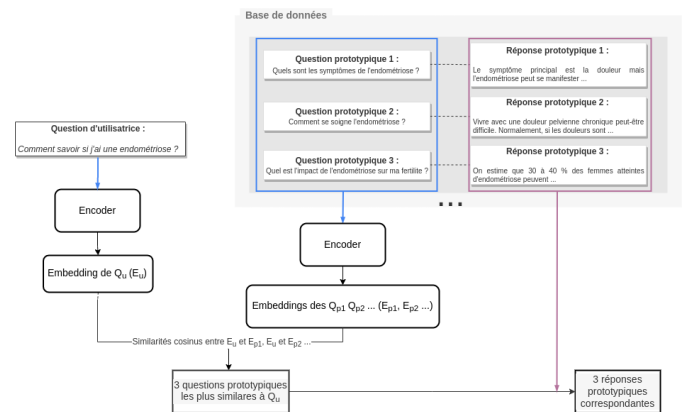 Base de données
Question prototypique 1 :
Quels sont les symptômes de l'endométriose ?
Réponse prototypique 1 :
Le symptôme principal est la douleur mais
l'endométriose peut se manifester ...
Question prototypique 2 :
Comment se soigne l'endométriose ?
Réponse prototypique 2 :
Vivre avec une douleur pelvienne chronique peut-être
difficile. Normalement, si les douleurs sont ...
Question prototypique 3 :
Quel est l'impact de l'endométriose sur ma fertilite ?
Réponse prototypique 3 :
On estime que 30 à 40 % des femmes atteintes
d'endométriose peuvent ...
...
Question d'utilisatrice :
Comment savoir si j'ai une endométriose ?
Encoder
Embedding de Qu (Eu)
Encoder
Embeddings des Qp1 Qp2 ... (Ep1, Ep2 ...)
Similarités cosinus entre Eu et Ep1, Eu et Ep2 ...
3 questions prototypiques
les plus similaires à Qu
3 réponses
prototypiques
correspondantes